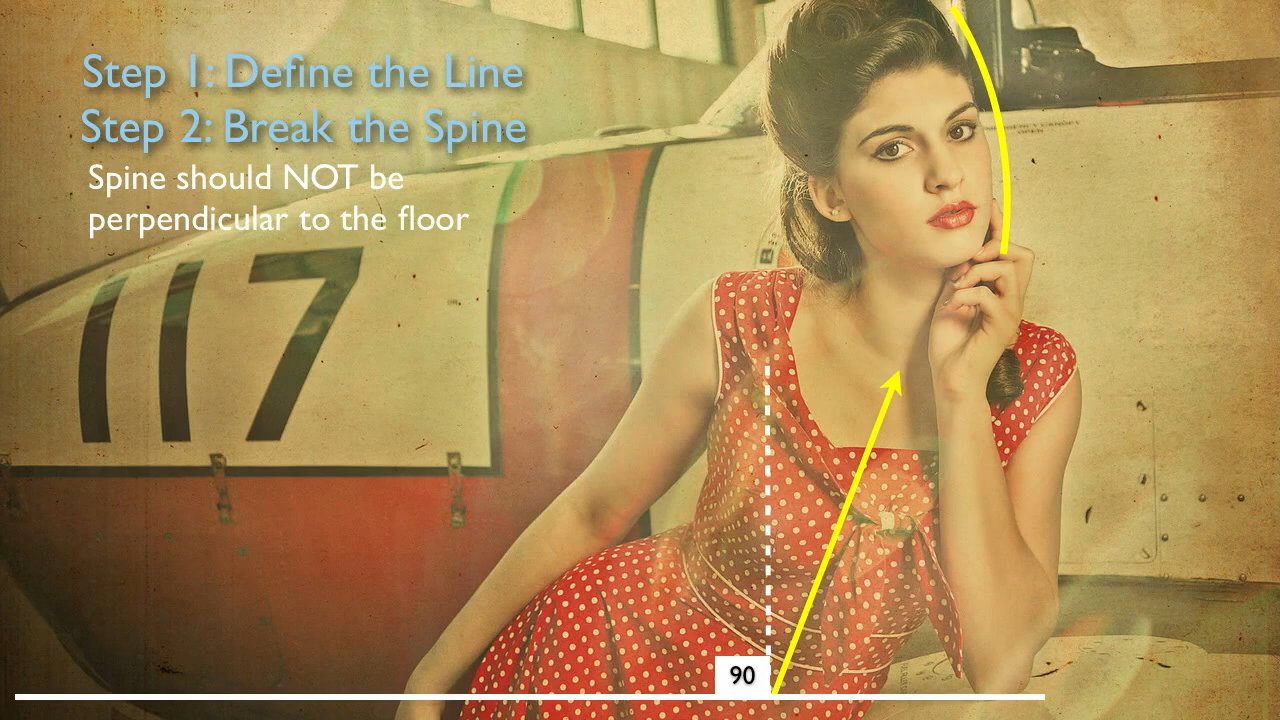 Step 1: Define the Line
Step 2: Break the Spine
Spine should NOT be
perpendicular to the floor
117
90